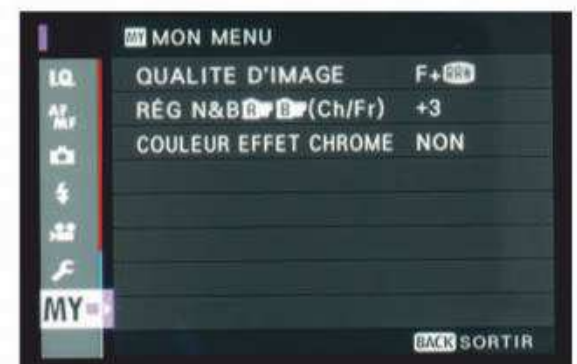 MY MON MENU
I.Q. QUALITE D'IMAGE F+RAW
AF MF RÉG N&B (Ch/Fr) +3
COULEUR EFFET CHROME NON
MY
BACK SORTIR